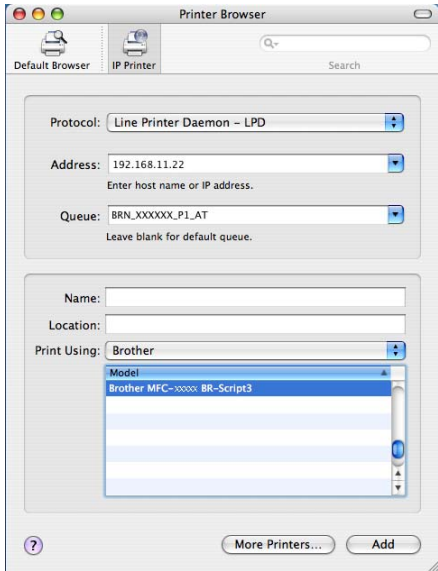 Printer Browser
Default Browser
IP Printer
Search
Protocol: Line Printer Daemon – LPD
Address: 192.168.11.22
Enter host name or IP address.
Queue: BRN_XXXXXX_P1_AT
Leave blank for default queue.
Name:
Location:
Print Using: Brother
Model
Brother MFC-xxxxx BR-Script3
?
More Printers...
Add